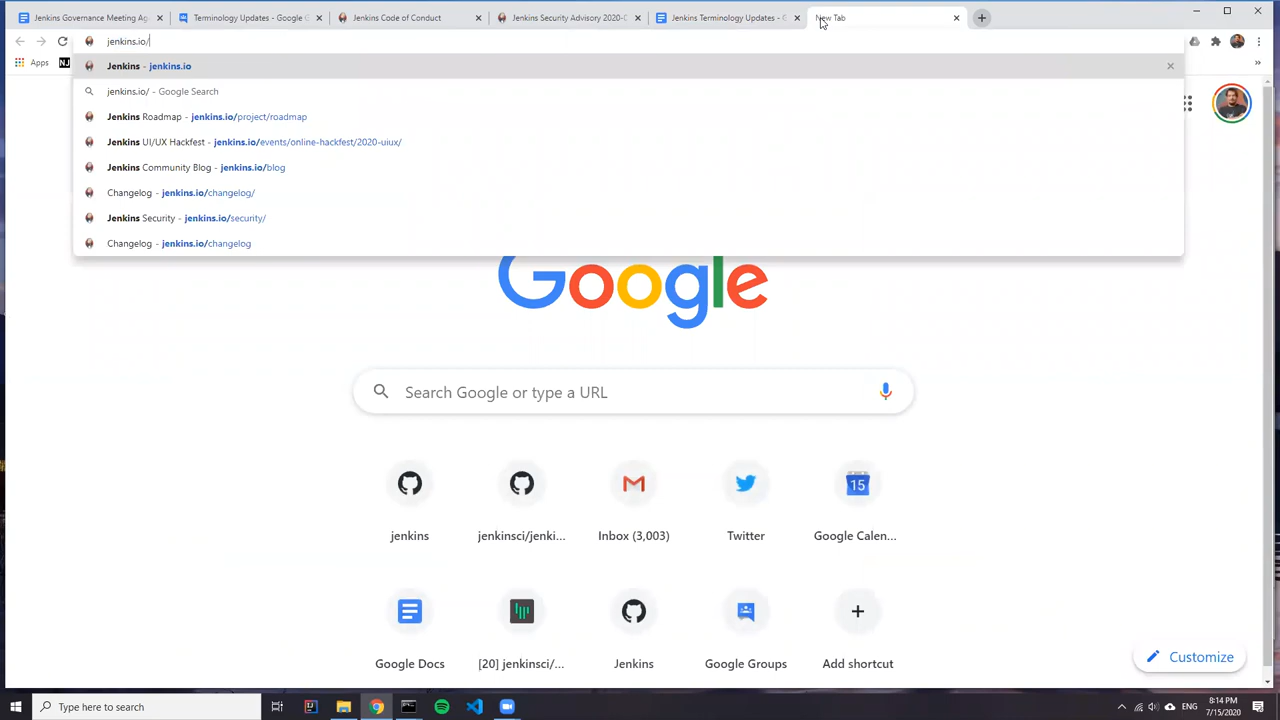 Jenkins Governance Meeting Ag
Terminology Updates - Google G
Jenkins Code of Conduct
Jenkins Security Advisory 2020-0
Jenkins Terminology Updates - G
New Tab
jenkins.io/
Apps
Jenkins - jenkins.io
jenkins.io/ - Google Search
Jenkins Roadmap - jenkins.io/project/roadmap
Jenkins UI/UX Hackfest - jenkins.io/events/online-hackfest/2020-uiux/
Jenkins Community Blog - jenkins.io/blog
Changelog - jenkins.io/changelog/
Jenkins Security - jenkins.io/security/
Changelog - jenkins.io/changelog
Google
Search Google or type a URL
15
jenkins
jenkinsci/jenki...
Inbox (3,003)
Twitter
Google Calen...
Google Docs
[20] jenkinsci/...
Jenkins
Google Groups
Add shortcut
Customize
Type here to search
ENG
8:14 PM
7/15/2020